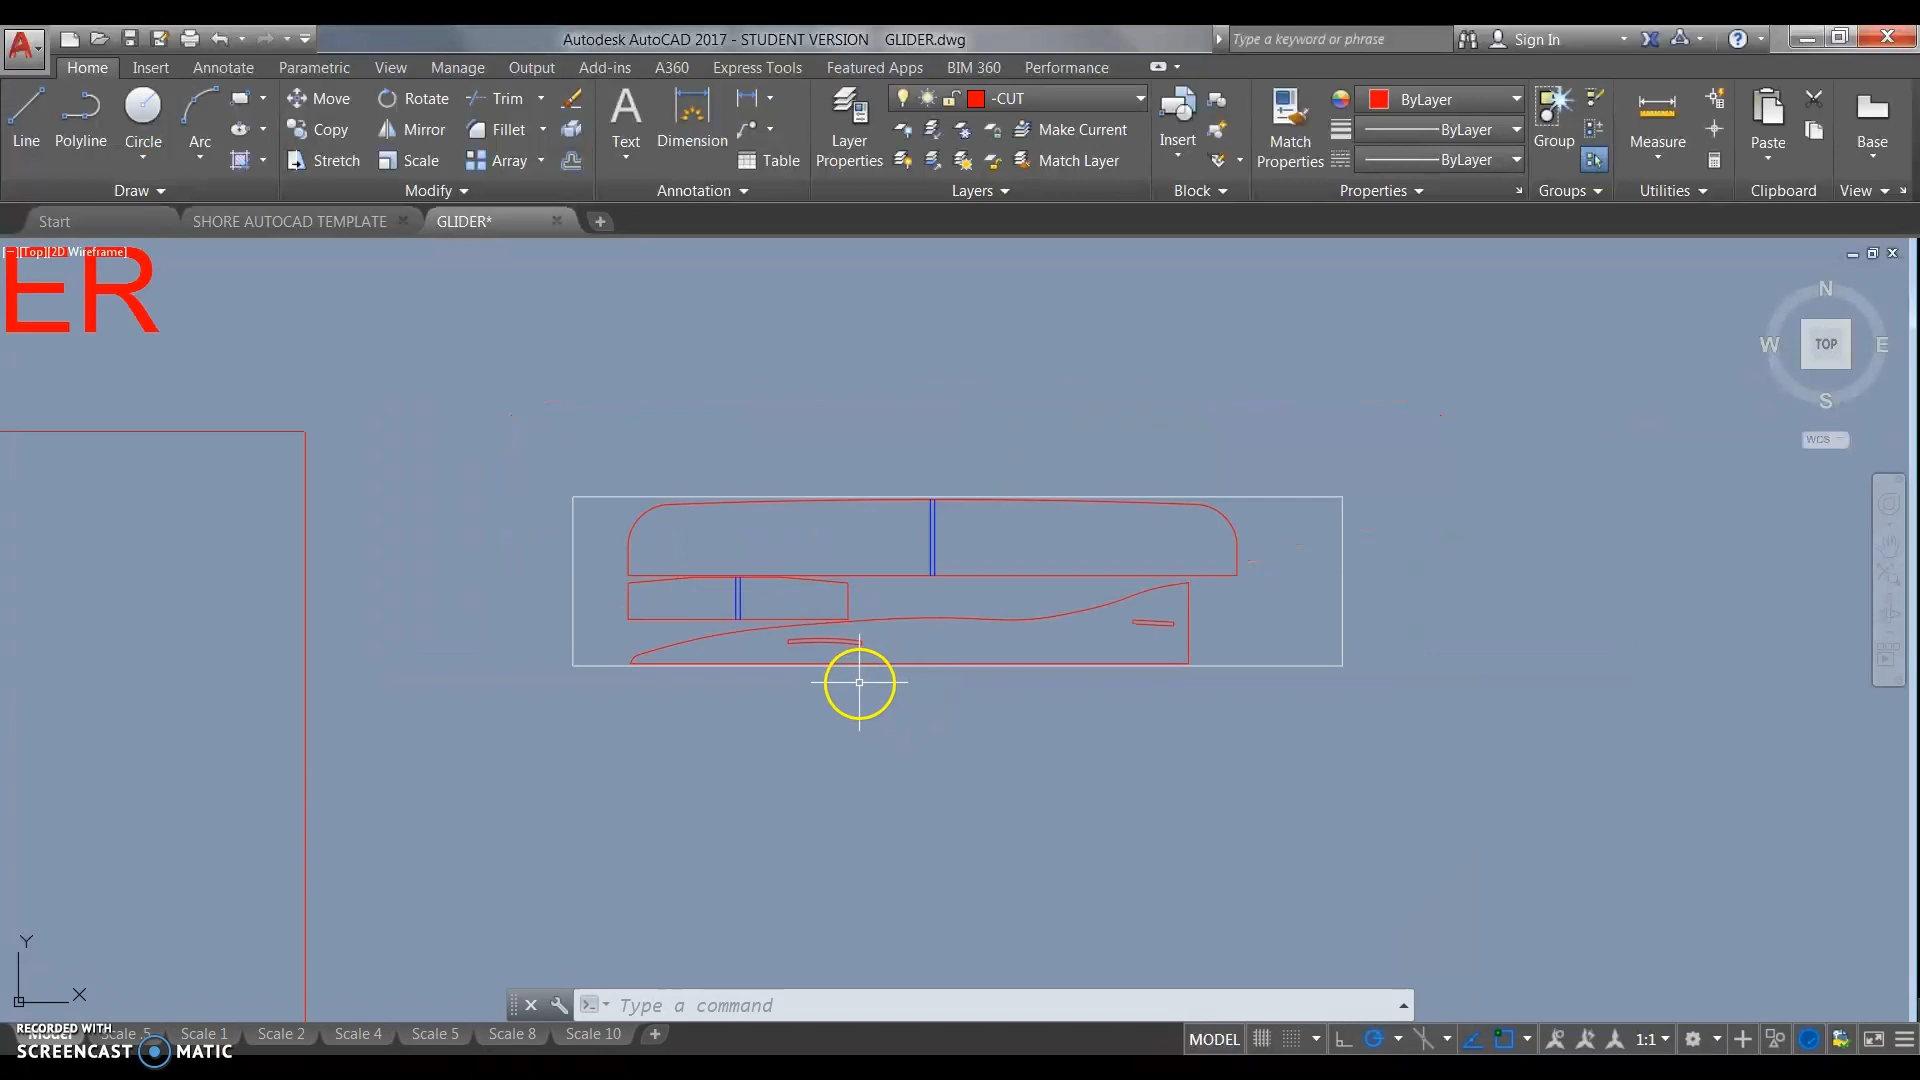 Autodesk AutoCAD 2017 - STUDENT VERSION GLIDER.dwg
Type a keyword or phrase
Sign In
Home Insert Annotate Parametric View Manage Output Add-ins A360 Express Tools Featured Apps BIM 360 Performance
Line
Polyline
Circle
Arc
Draw
Move Rotate Trim
Copy Mirror Fillet
Stretch Scale Array
Modify
Text
Dimension
Table
Annotation
Layer Properties
-CUT
Make Current
Match Layer
Layers
Insert
Block
Match Properties
ByLayer
ByLayer
ByLayer
Properties
Group
Groups
Measure
Utilities
Paste
Clipboard
Base
View
Start SHORE AUTOCAD TEMPLATE GLIDER*
[−][Top][2D Wireframe]
ER
N
W TOP E
S
WCS
Y
X
Type a command
Model Scale .5 Scale 1 Scale 2 Scale 4 Scale 5 Scale 8 Scale 10
MODEL 1:1
RECORDED WITH
SCREENCAST MATIC